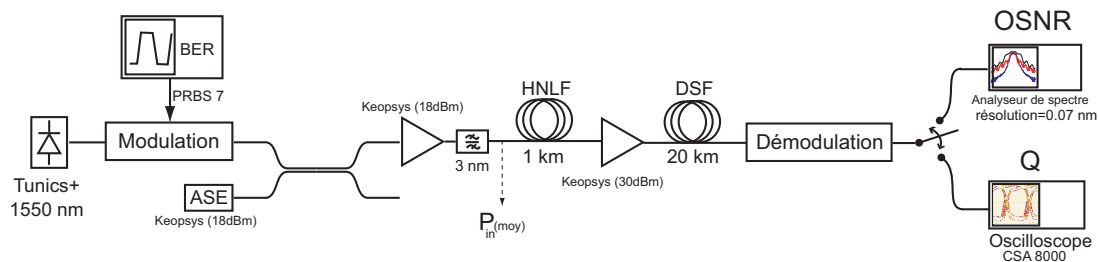 OSNR
BER
PRBS 7
Keopsys (18dBm)
HNLF
DSF
Analyseur de spectre
résolution=0.07 nm
Modulation
3 nm
1 km
20 km
Démodulation
Tunics+
1550 nm
ASE
Keopsys (18dBm)
Keopsys (30dBm)
Pin(moy)
Q
Oscilloscope
CSA 8000